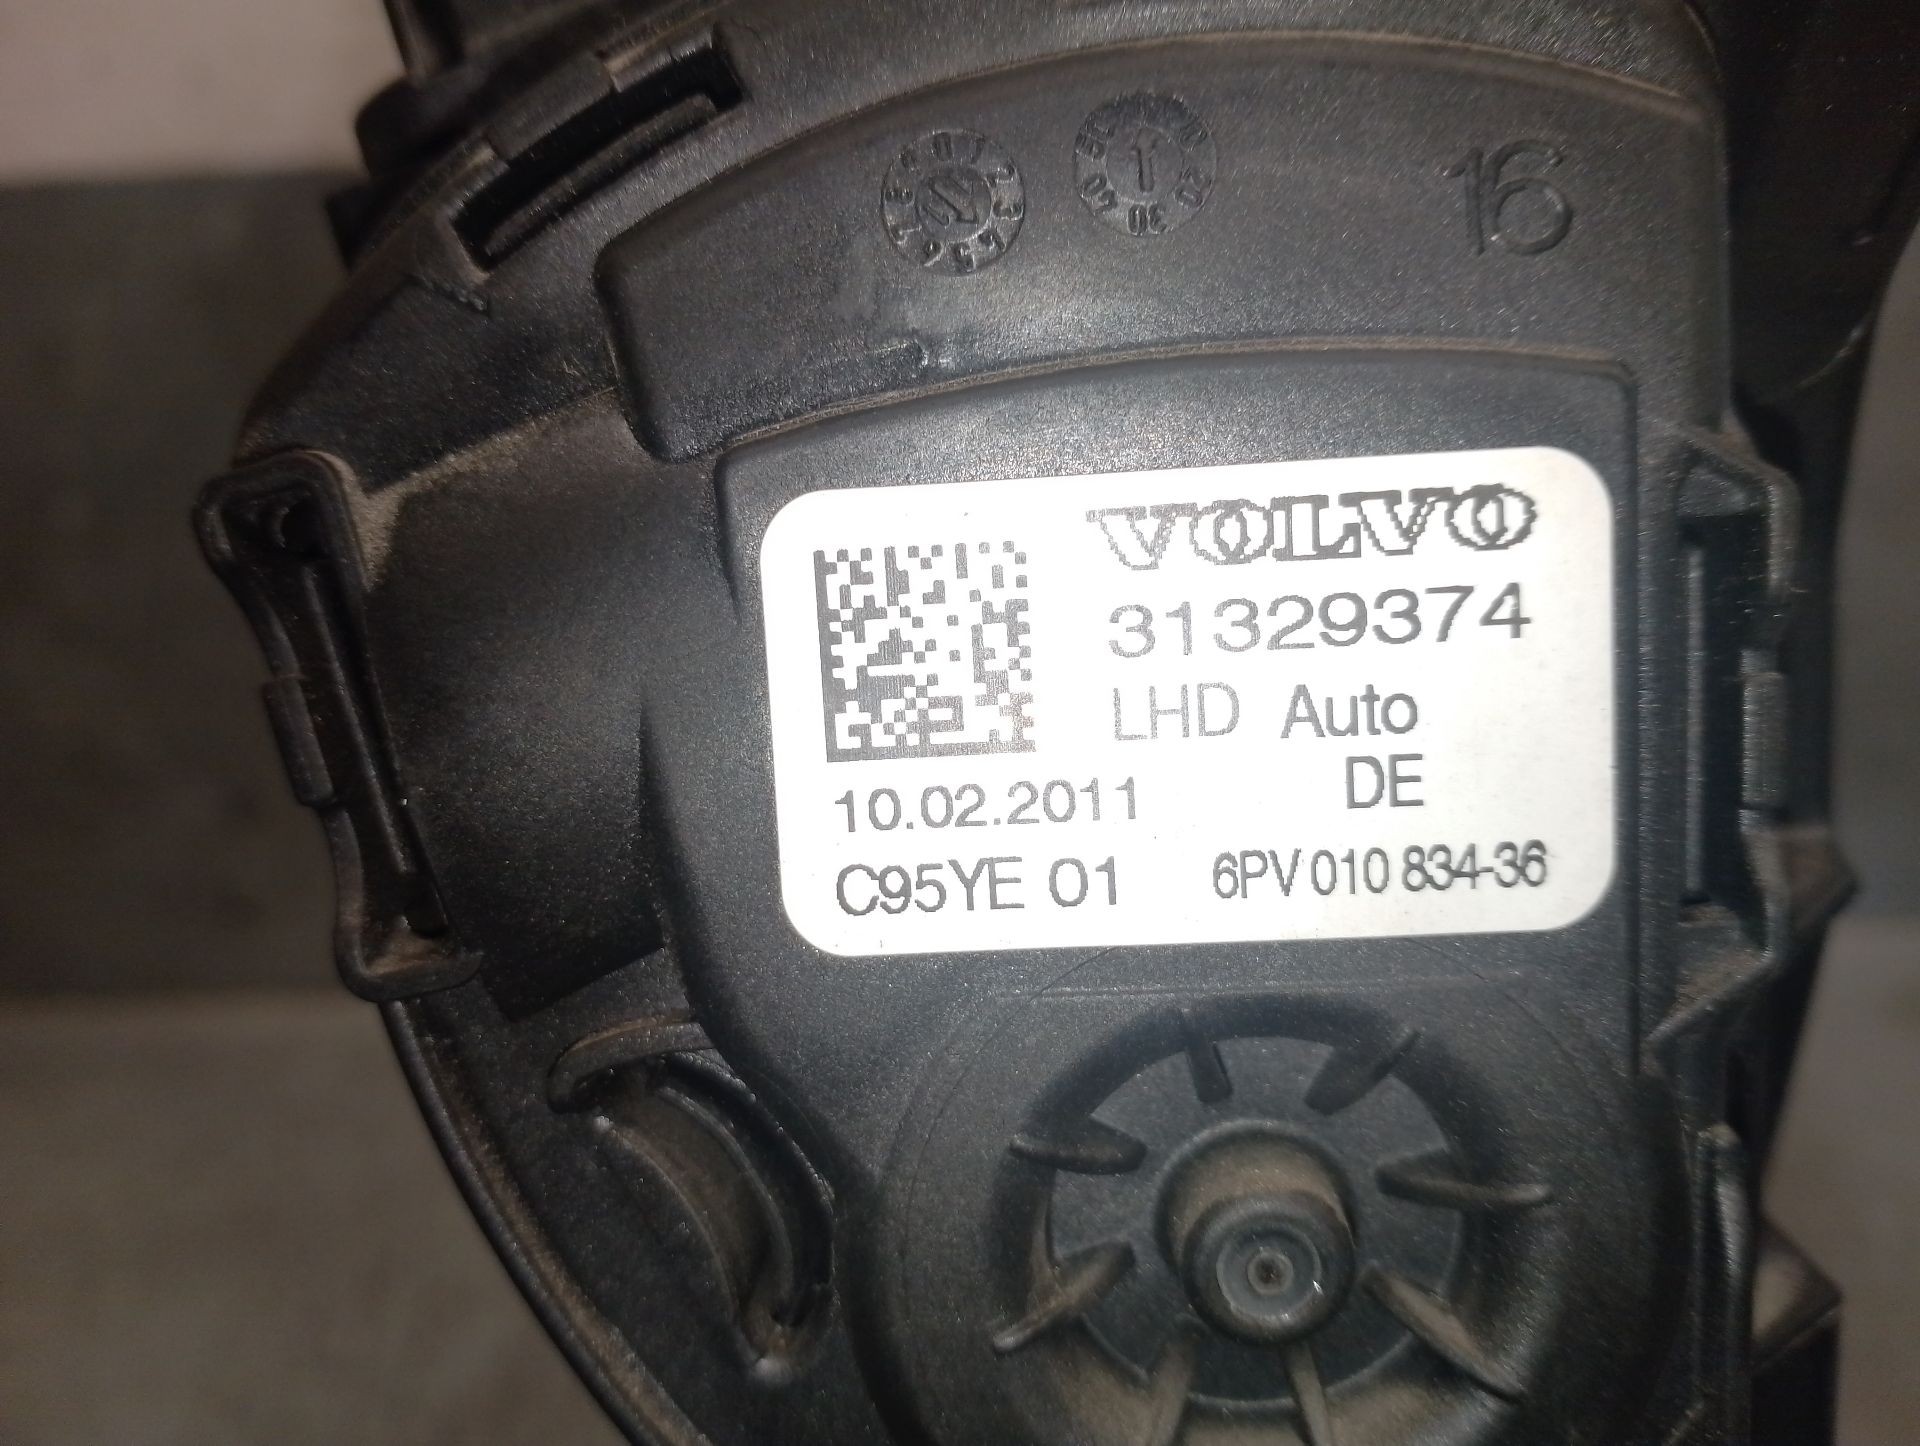 16
VOLVO
31329374
LHD Auto
DE
10.02.2011
C95YE 01 6PV 010 834-36